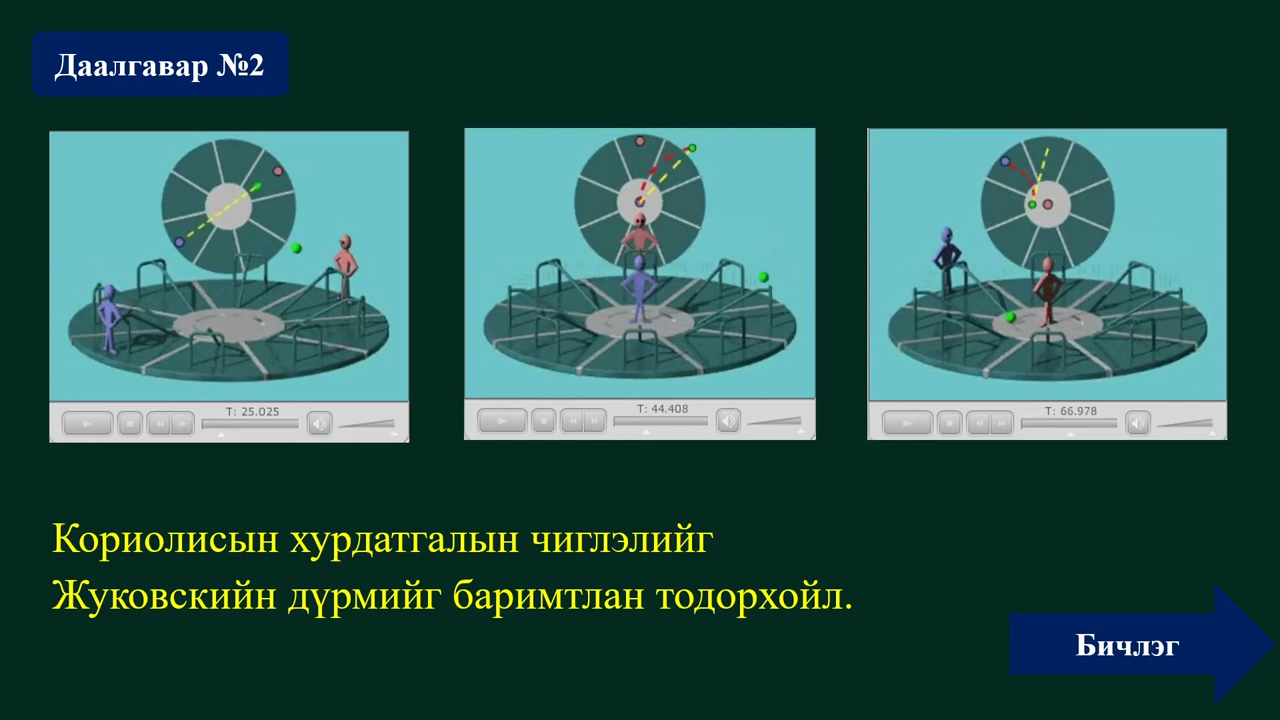 Даалгавар №2
T: 25.025
T: 44.408
T: 66.978
Кориолисын хурдатгалын чиглэлийг
Жуковскийн дүрмийг баримтлан тодорхойл.
Бичлэг